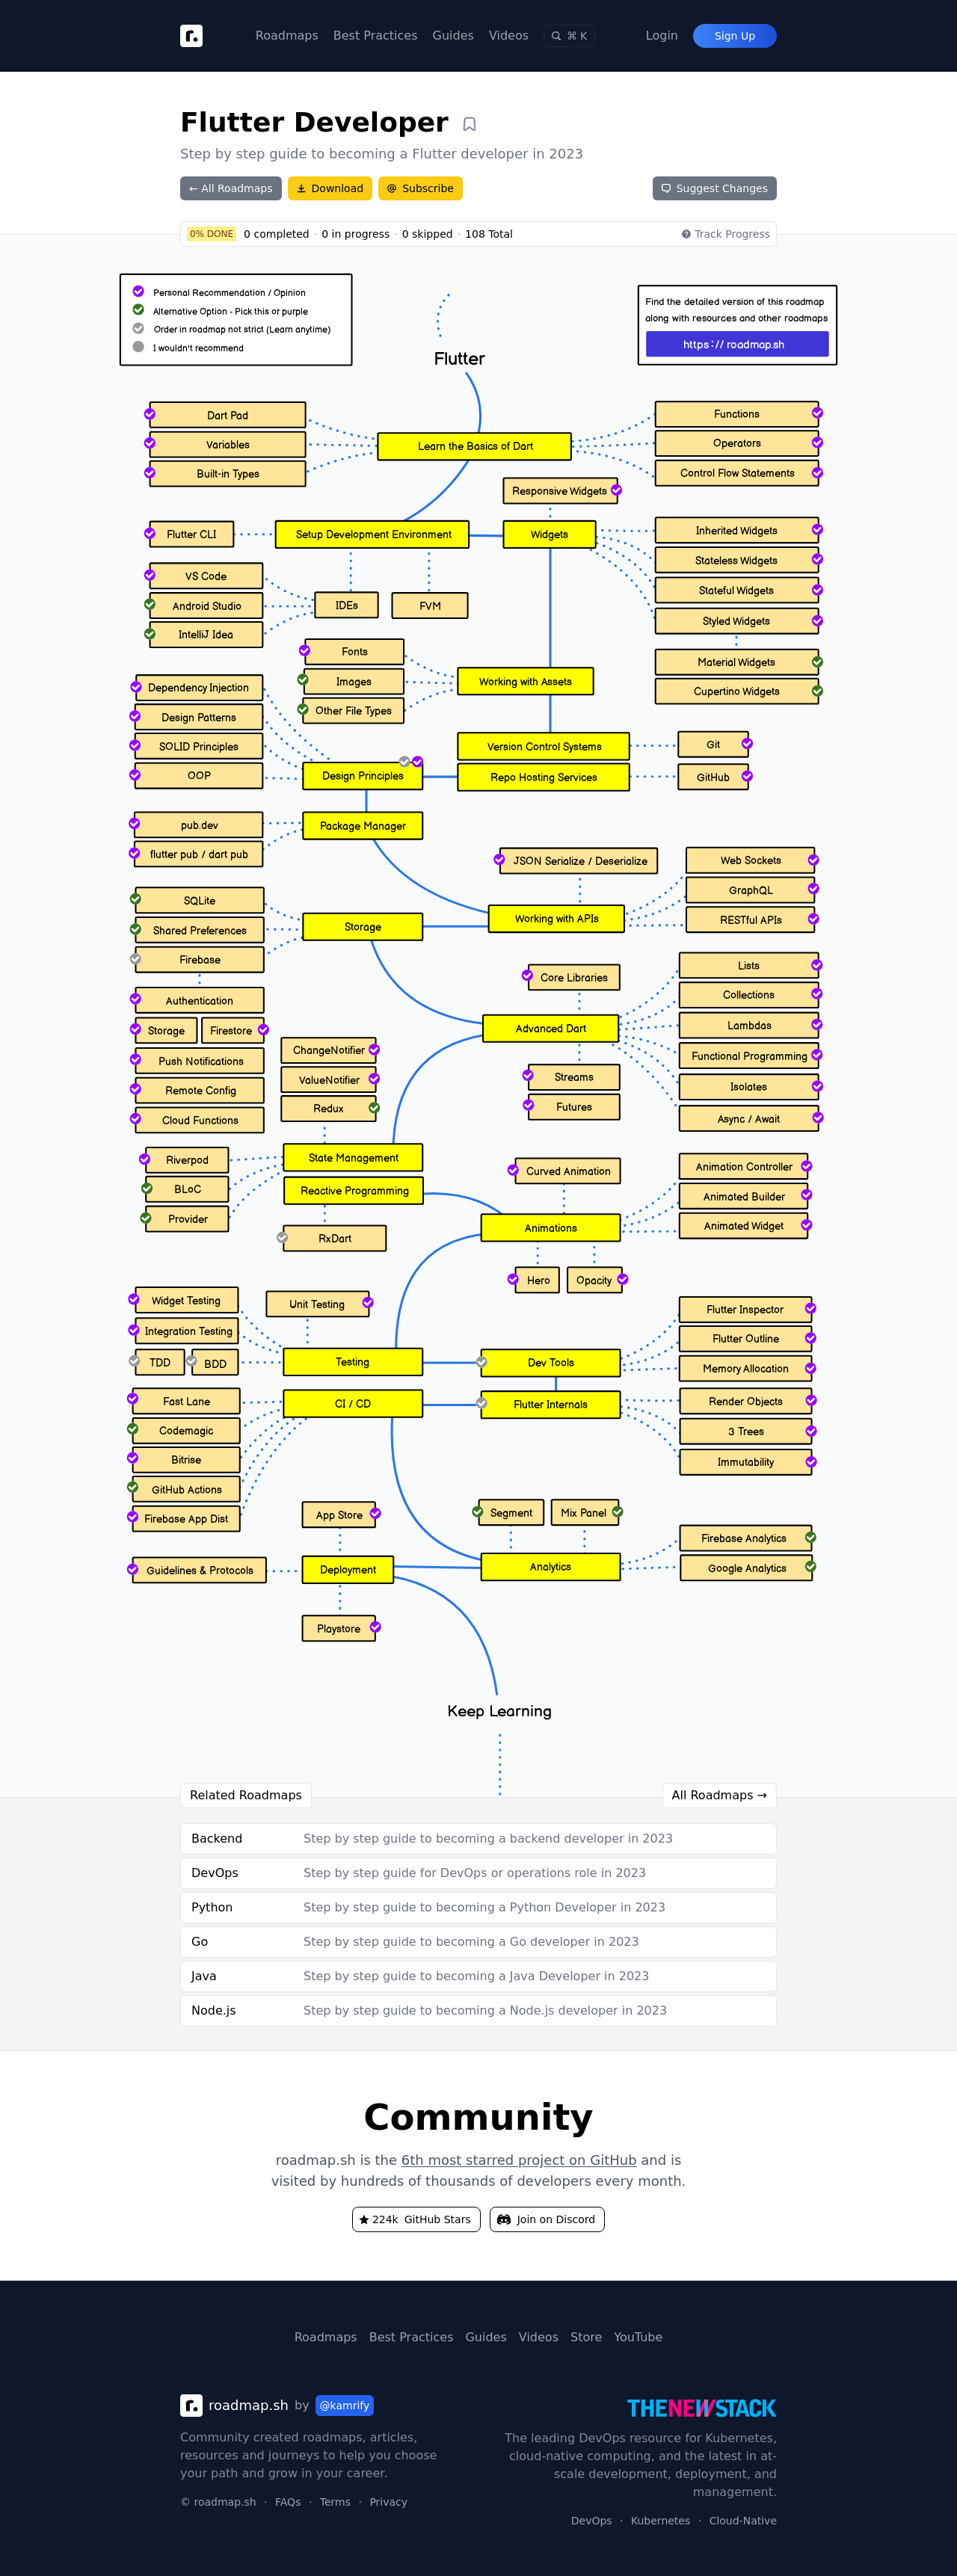 Roadmaps Best Practices Guides Videos ⌘ K Login Sign Up
Flutter Developer
Step by step guide to becoming a Flutter developer in 2023
← All Roadmaps Download Subscribe Suggest Changes
0% DONE 0 completed · 0 in progress · 0 skipped · 108 Total Track Progress
Personal Recommendation / Opinion
Alternative Option - Pick this or purple
Order in roadmap not strict (Learn anytime)
I wouldn't recommend
Find the detailed version of this roadmap
along with resources and other roadmaps
https://roadmap.sh
Flutter
Dart Pad
Variables
Built-in Types
Learn the Basics of Dart
Functions
Operators
Control Flow Statements
Responsive Widgets
Flutter CLI
Setup Development Environment
Widgets
Inherited Widgets
Stateless Widgets
Stateful Widgets
Styled Widgets
Material Widgets
Cupertino Widgets
VS Code
Android Studio
IntelliJ Idea
IDEs
FVM
Fonts
Images
Other File Types
Working with Assets
Dependency Injection
Design Patterns
SOLID Principles
OOP
Design Principles
Version Control Systems
Repo Hosting Services
Git
GitHub
pub.dev
flutter pub / dart pub
Package Manager
JSON Serialize / Deserialize
Web Sockets
GraphQL
RESTful APIs
Working with APIs
SQLite
Shared Preferences
Firebase
Storage
Authentication
Storage
Firestore
Push Notifications
Remote Config
Cloud Functions
Core Libraries
Advanced Dart
Streams
Futures
Lists
Collections
Lambdas
Functional Programming
Isolates
Async / Await
ChangeNotifier
ValueNotifier
Redux
State Management
Reactive Programming
Riverpod
BLoC
Provider
RxDart
Curved Animation
Animations
Hero
Opacity
Animation Controller
Animated Builder
Animated Widget
Widget Testing
Integration Testing
TDD
BDD
Unit Testing
Testing
Dev Tools
Flutter Inspector
Flutter Outline
Memory Allocation
CI / CD
Flutter Internals
Render Objects
3 Trees
Immutability
Fast Lane
Codemagic
Bitrise
GitHub Actions
Firebase App Dist
App Store
Segment
Mix Panel
Guidelines & Protocols
Deployment
Analytics
Firebase Analytics
Google Analytics
Playstore
Keep Learning
Related Roadmaps All Roadmaps →
Backend Step by step guide to becoming a backend developer in 2023
DevOps Step by step guide for DevOps or operations role in 2023
Python Step by step guide to becoming a Python Developer in 2023
Go Step by step guide to becoming a Go developer in 2023
Java Step by step guide to becoming a Java Developer in 2023
Node.js Step by step guide to becoming a Node.js developer in 2023
Community
roadmap.sh is the 6th most starred project on GitHub and is
visited by hundreds of thousands of developers every month.
224k GitHub Stars Join on Discord
Roadmaps Best Practices Guides Videos Store YouTube
roadmap.sh by @kamrify
Community created roadmaps, articles,
resources and journeys to help you choose
your path and grow in your career.
© roadmap.sh · FAQs · Terms · Privacy
THENEWSTACK
The leading DevOps resource for Kubernetes,
cloud-native computing, and the latest in at-
scale development, deployment, and
management.
DevOps · Kubernetes · Cloud-Native